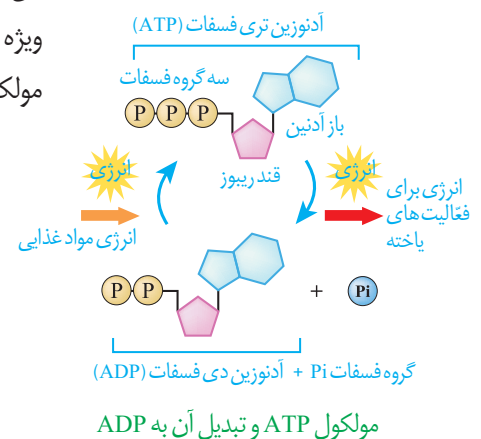 ویژه
مولک
آدنوزین تری فسفات (ATP)
سه گروه فسفات
P P P
باز آدنین
قند ریبوز
انرژی
انرژی
انرژی برای
فعّالیت‌های
یاخته
انرژی مواد غذایی
P P
+ Pi
گروه فسفات Pi + آدنوزین دی فسفات (ADP)
مولکول ATP و تبدیل آن به ADP